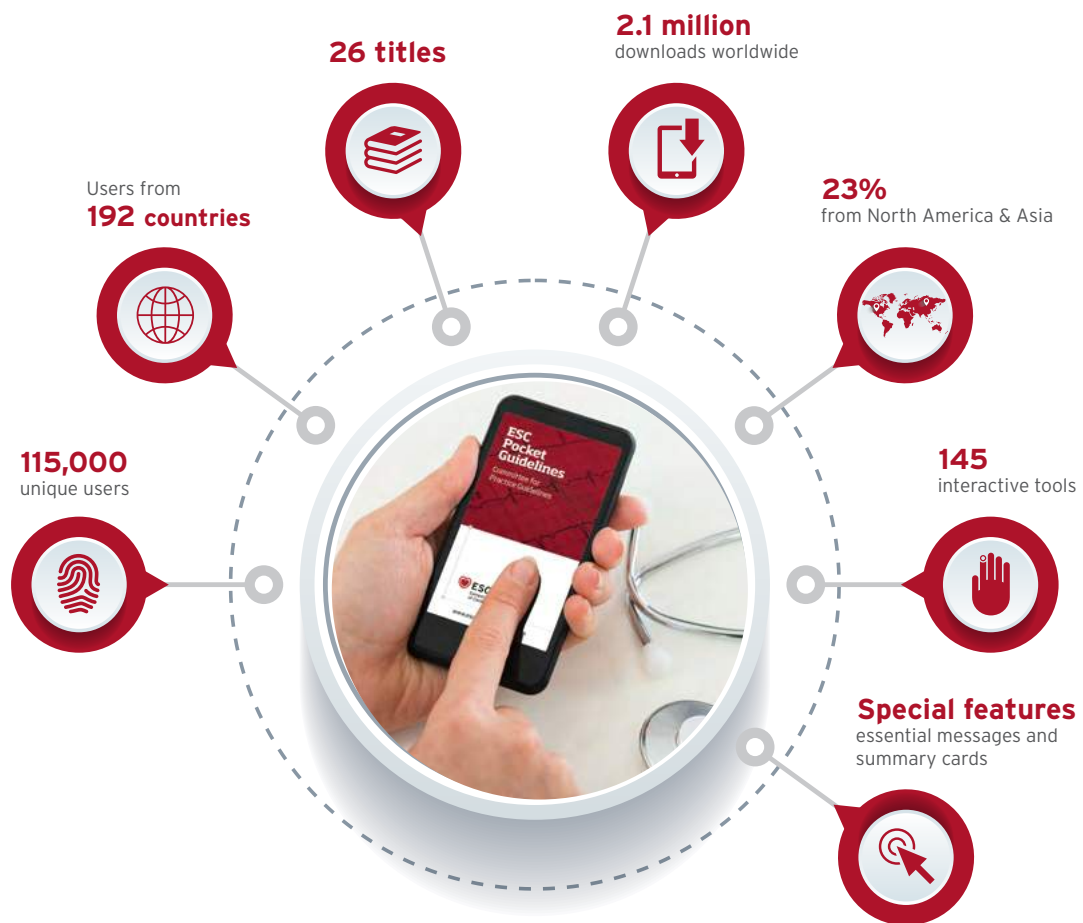 2.1 million
downloads worldwide
26 titles
Users from
192 countries
23%
from North America & Asia
115,000
unique users
145
interactive tools
Special features
essential messages and
summary cards
ESC
Pocket
Guidelines
Committee for
Practice Guidelines
ESC